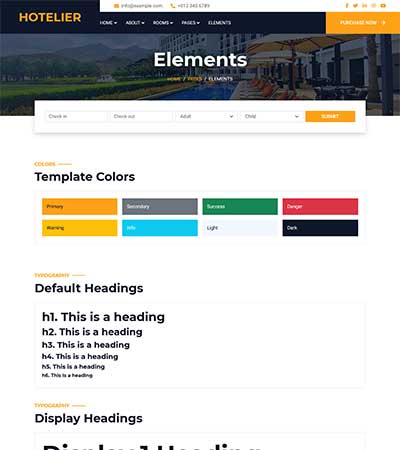 HOTELIER
info@example.com
+012 345 6789
HOME
ABOUT
ROOMS
PAGES
ELEMENTS
PURCHASE NOW
Elements
HOME / PAGES / ELEMENTS
Check in
Check out
Adult
Child
SUBMIT
COLORS
Template Colors
Primary
Secondary
Success
Danger
Warning
Info
Light
Dark
TYPOGRAPHY
Default Headings
h1. This is a heading
h2. This is a heading
h3. This is a heading
h4. This is a heading
h5. This is a heading
h6. This is a heading
TYPOGRAPHY
Display Headings
Display 1 Heading